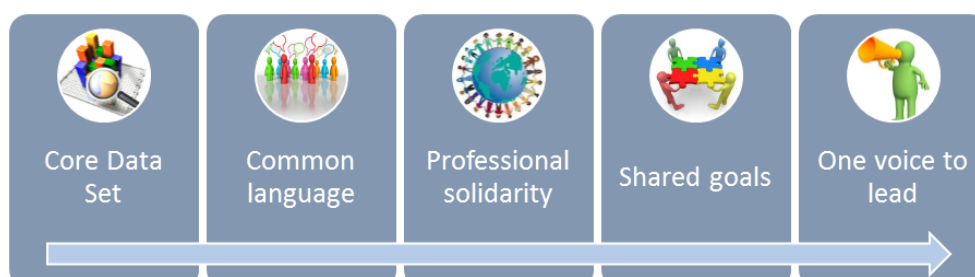 Core Data
Set
Common
language
Professional
solidarity
Shared goals
One voice to
lead